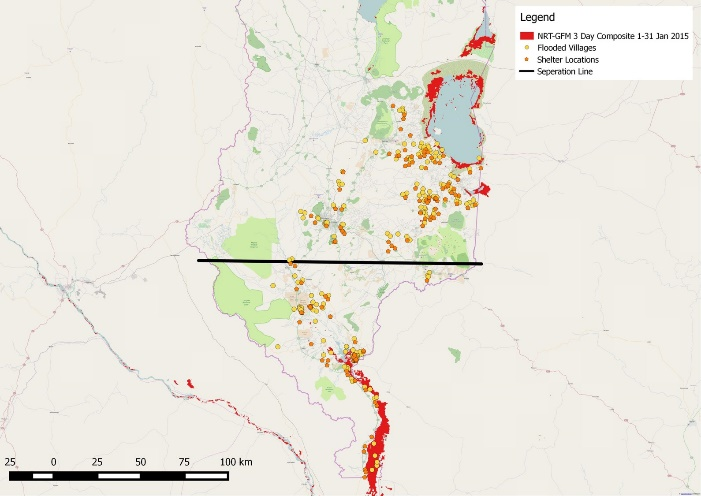 Legend
NRT-GFM 3 Day Composite 1-31 Jan 2015
Flooded Villages
Shelter Locations
Seperation Line
25 0 25 50 75 100 km